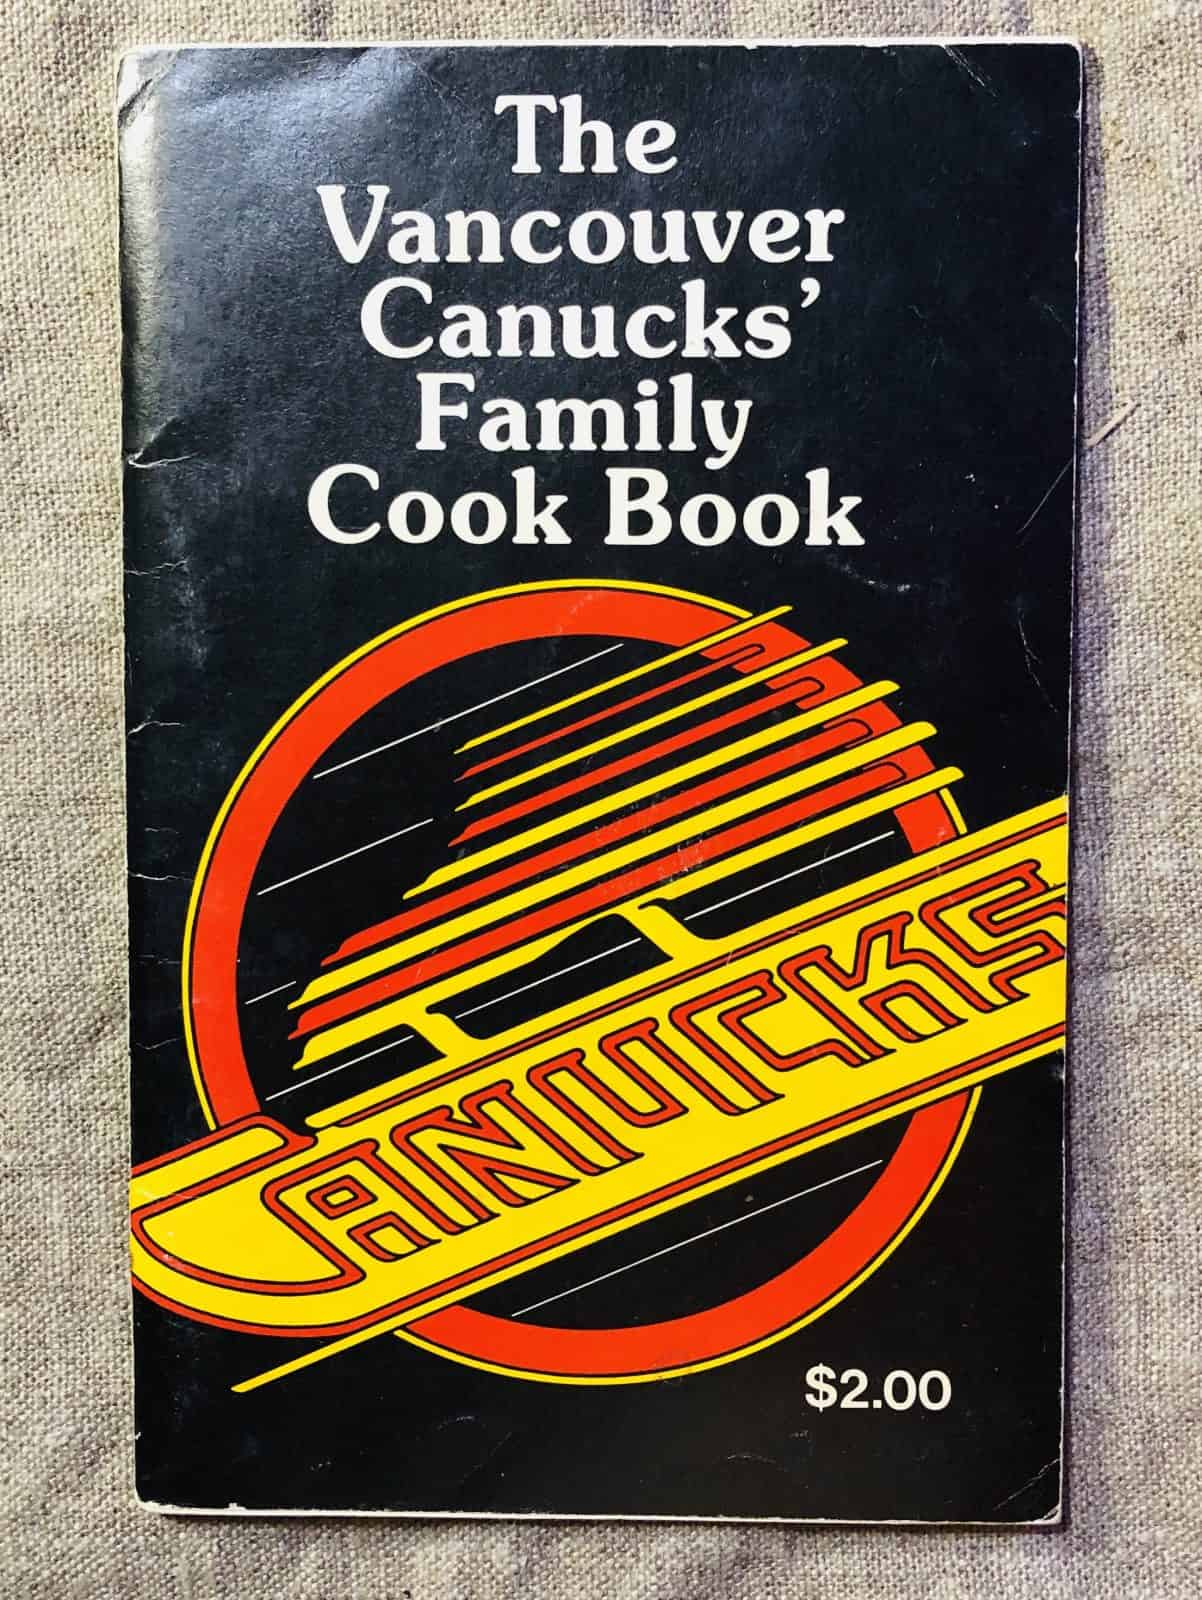 The
Vancouver
Canucks’
Family
Cook Book
CANUCKS
$2.00